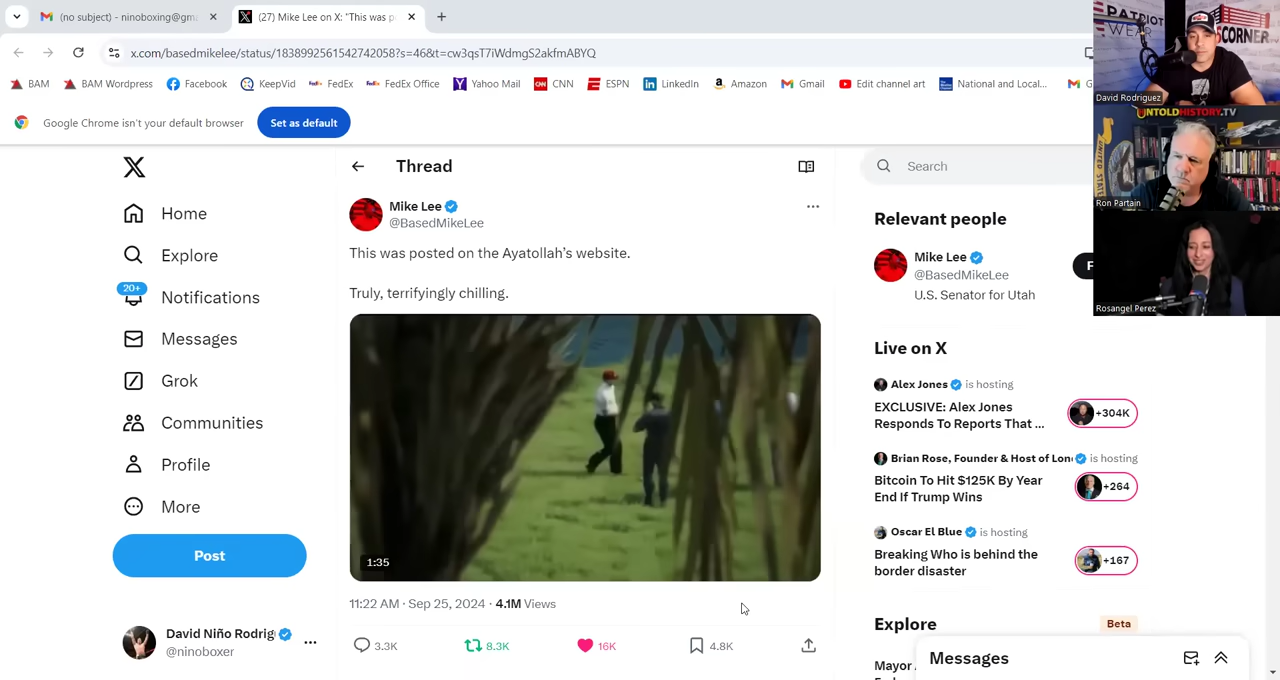 (no subject) - ninoboxing@gm
(27) Mike Lee on X: "This was p
x.com/basedmikelee/status/1838992561542742058?s=46&t=cw3qsT7jWdmgS2akfmABYQ
BAM
BAM Wordpress
Facebook
KeepVid
FedEx
FedEx Office
Yahoo Mail
CNN
ESPN
LinkedIn
Amazon
Gmail
Edit channel art
National and Local...
Google Chrome isn't your default browser
Set as default
PATRIOT
WEAR
SCORNER
David Rodriguez
UNTOLDHISTORY.TV
UNITED STATE
Ron Partain
Rosangel Perez
Home
Explore
20+
Notifications
Messages
Grok
Communities
Profile
More
Post
David Niño Rodrig
@ninoboxer
Thread
Mike Lee
@BasedMikeLee
This was posted on the Ayatollah's website.
Truly, terrifyingly chilling.
1:35
11:22 AM · Sep 25, 2024 · 4.1M Views
3.3K
8.3K
16K
4.8K
Search
Relevant people
Mike Lee
@BasedMikeLee
U.S. Senator for Utah
F
Live on X
Alex Jones is hosting
EXCLUSIVE: Alex Jones
Responds To Reports That ...
+304K
Brian Rose, Founder & Host of Lon is hosting
Bitcoin To Hit $125K By Year
End If Trump Wins
+264
Oscar El Blue is hosting
Breaking Who is behind the
border disaster
+167
Explore
Beta
Mayor
Messages